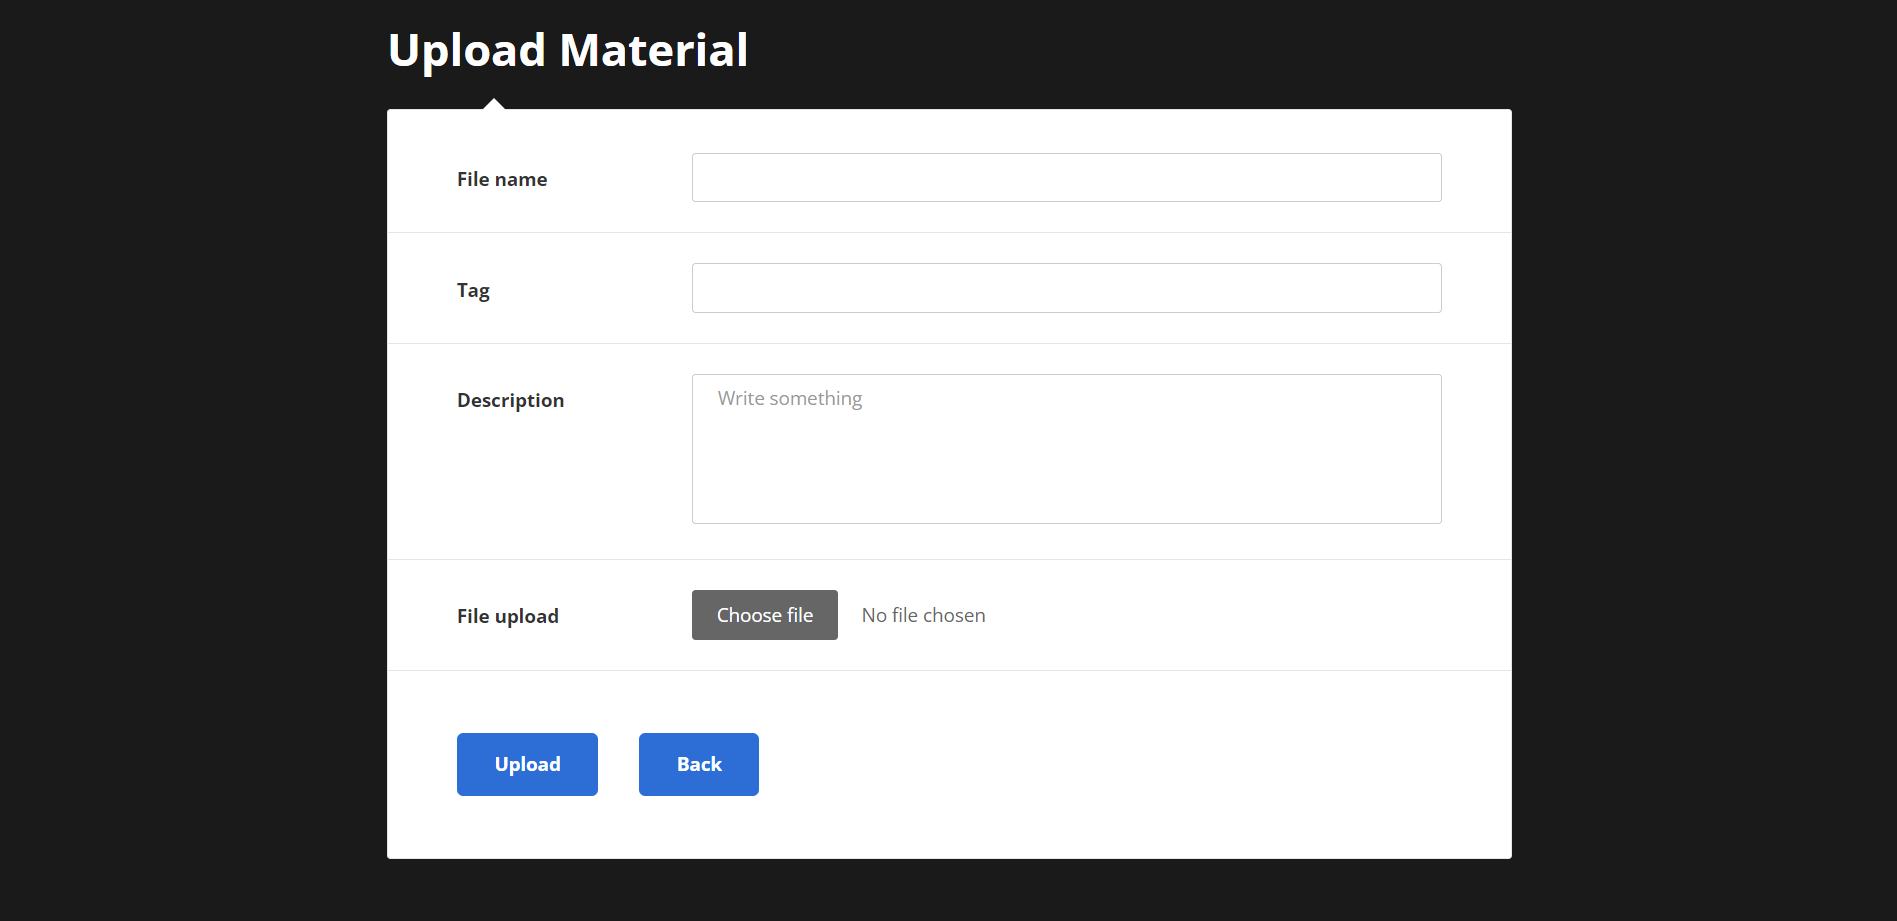 Upload Material
File name
Tag
Description
Write something
File upload
Choose file No file chosen
Upload
Back